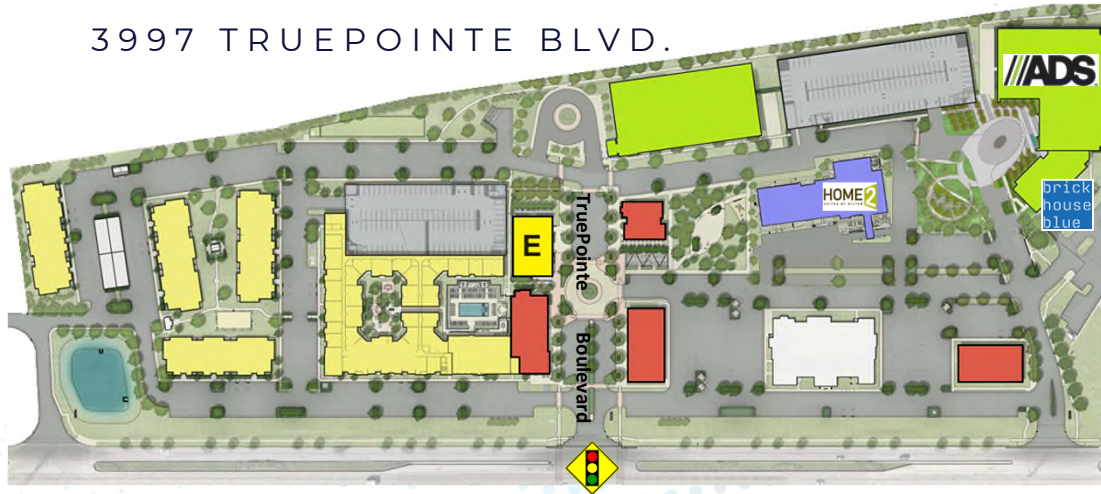 3997 TRUEPOINTE BLVD.
///ADS
HOME2
SUITES BY HILTON
brick
house
blue
E
TruePointe
Boulevard